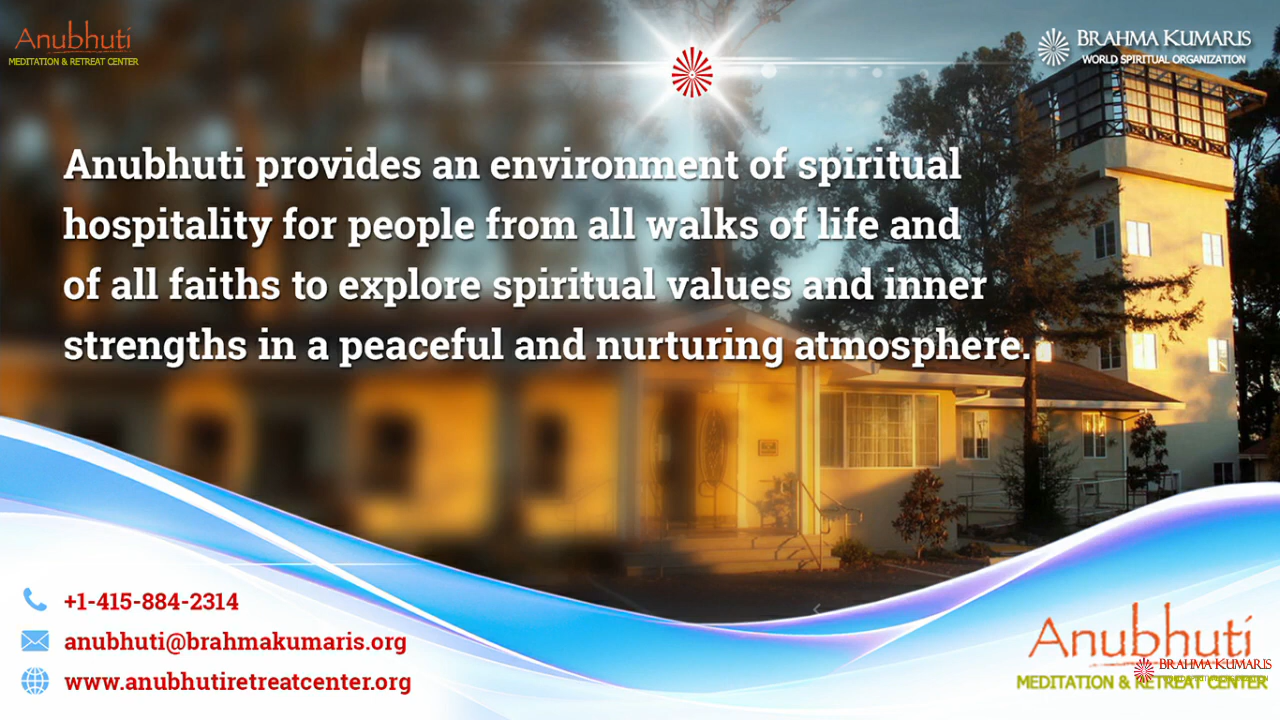 Anubhuti
MEDITATION & RETREAT CENTER
BRAHMA KUMARIS
WORLD SPIRITUAL ORGANIZATION
Anubhuti provides an environment of spiritual
hospitality for people from all walks of life and
of all faiths to explore spiritual values and inner
strengths in a peaceful and nurturing atmosphere.
+1-415-884-2314
anubhuti@brahmakumaris.org
www.anubhutiretreatcenter.org
Anubhuti
BRAHMA KUMARIS
MEDITATION & RETREAT CENTER